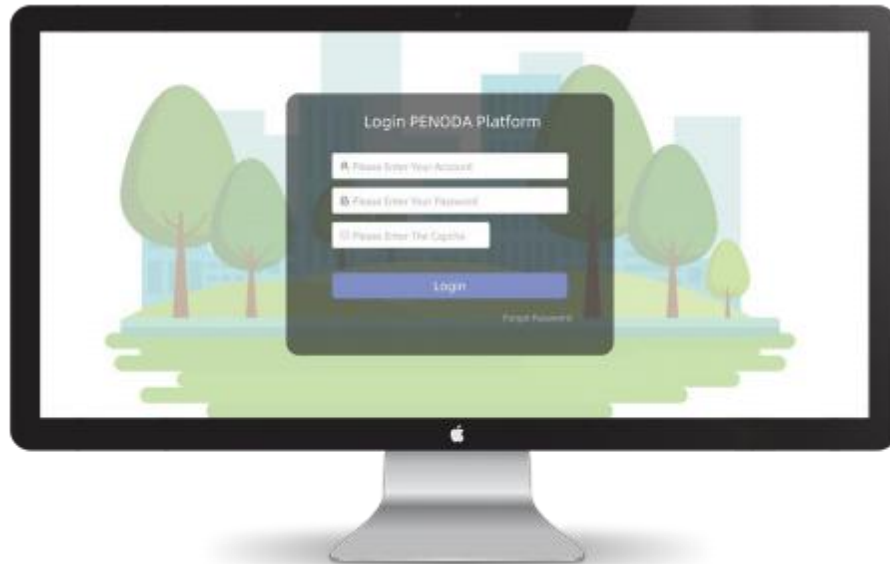 Login PENODA Platform
Please Enter Your Account
Please Enter Your Password
Please Enter The Captcha
Login
Forgot Password